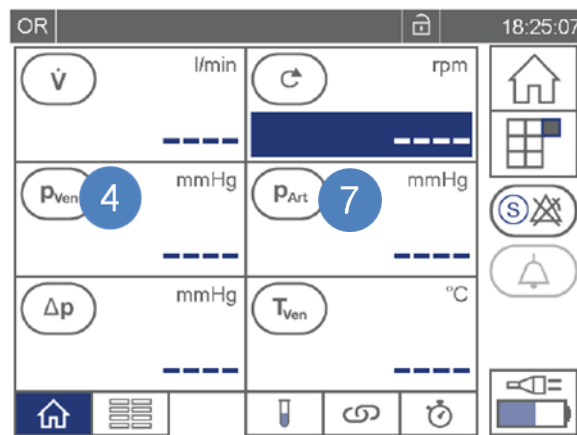 OR 18:25:07
V̇ l/min rpm
---- ----
pVen 4 mmHg pArt 7 mmHg
---- ----
S
Δp mmHg TVen °C
---- ----